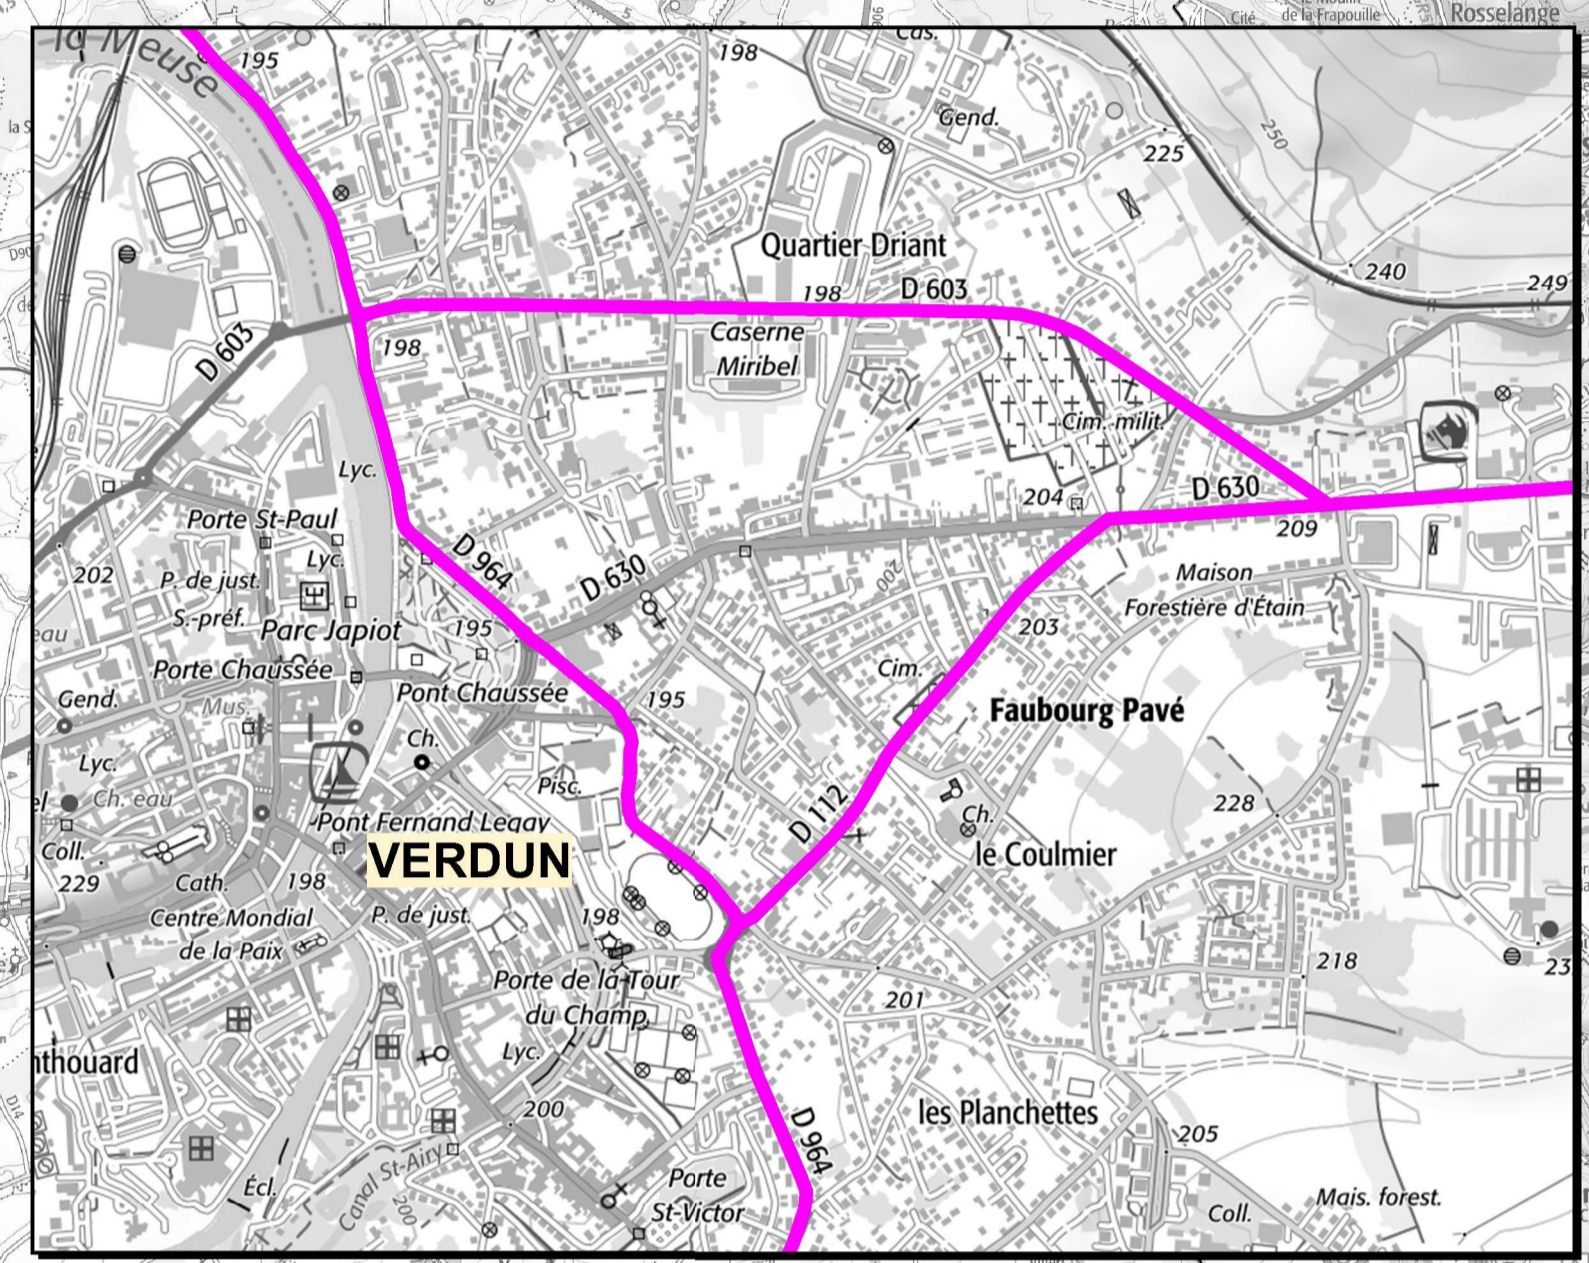 le Moulin
Cité
de la Frapouille
Rosselange
la Meuse
195
198
Cas.
Gend.
225
250
Quartier Driant
240
249
198
D 603
D 603
198
Caserne
Miribel
Cim. milit.
Lyc.
204
D 630
209
Porte St-Paul
Lyc.
D 964
D 630
200
202
P. de just.
S.-préf.
Maison
Forestière d'Étain
Parc Japiot
195
203
Porte Chaussée
Cim.
Gend.
Mus.
Pont Chaussée
195
Faubourg Pavé
Ch.
Lyc.
Pisc.
Ch. eau
D 112
228
Ch.
Pont Fernand Legay
VERDUN
le Coulmier
Coll.
229
Cath.
198
Centre Mondial
de la Paix
P. de just.
198
218
23
Porte de la Tour
du Champ
201
Lyc.
nthouard
D14
200
les Planchettes
D 964
205
Canal St-Airy
200
Écl.
Porte
St-Victor
Mais. forest.
Coll.